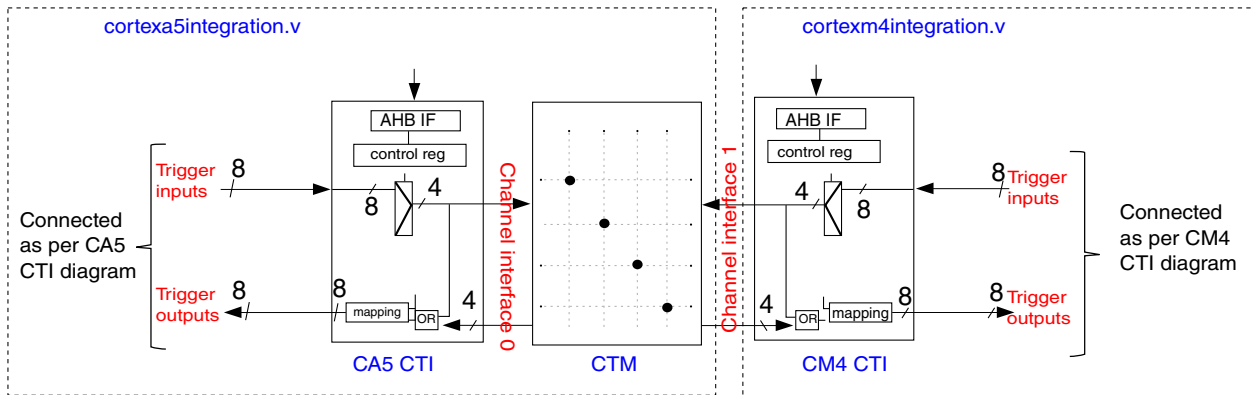 cortexa5integration.v
cortexm4integration.v
AHB IF
control reg
AHB IF
control reg
Trigger
inputs
8
8
4
Channel interface 0
Channel interface 1
4
8
8
Trigger
inputs
Connected
as per CA5
CTI diagram
Connected
as per CM4
CTI diagram
Trigger
outputs
8
8
mapping
OR
4
4
OR
mapping
8
8
Trigger
outputs
CA5 CTI
CTM
CM4 CTI